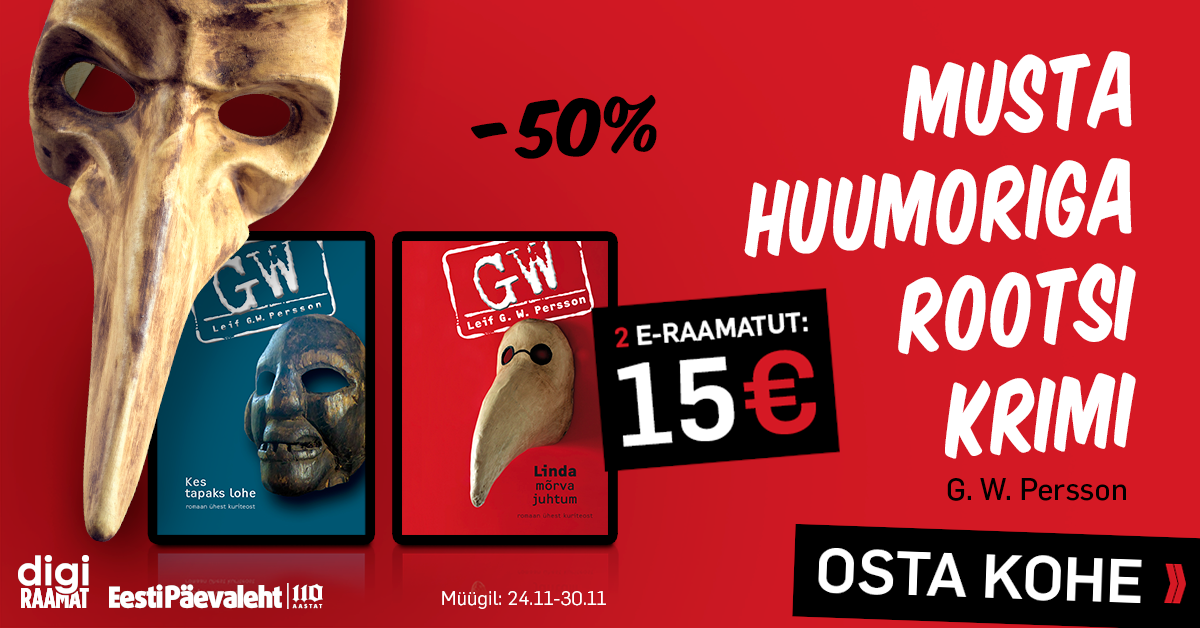 -50%
MUSTA
HUUMORIGA
ROOTSI
KRIMI
G. W. Persson
GW
Leif G.W. Persson
Kes
tapaks lohe
romaan ühest kuriteost
GW
Leif G. W. Persson
Linda
mõrva
juhtum
romaan ühest kuriteost
2 E-RAAMATUT:
15€
OSTA KOHE
digi
RAAMAT
EestiPäevaleht
110
AASTAT
Müügil: 24.11-30.11